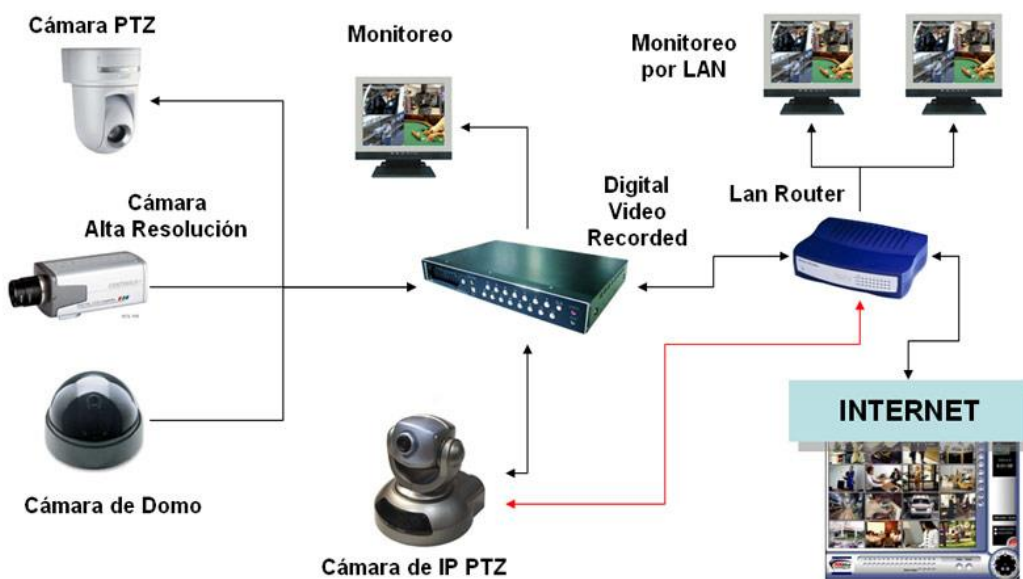 Cámara PTZ
Monitoreo
Monitoreo
por LAN
Cámara
Alta Resolución
Digital
Video
Recorded
Lan Router
INTERNET
Cámara de Domo
Cámara de IP PTZ